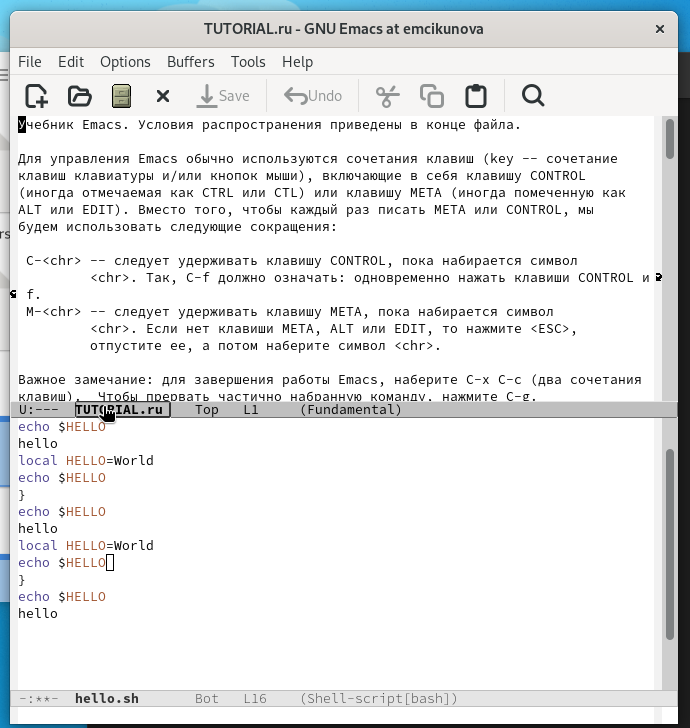 TUTORIAL.ru - GNU Emacs at emcikunova
File Edit Options Buffers Tools Help
Save Undo
Учебник Emacs. Условия распространения приведены в конце файла.
Для управления Emacs обычно используются сочетания клавиш (key -- сочетание
клавиш клавиатуры и/или кнопок мыши), включающие в себя клавишу CONTROL
(иногда отмечаемая как CTRL или CTL) или клавишу META (иногда помеченную как
ALT или EDIT). Вместо того, чтобы каждый раз писать META или CONTROL, мы
будем использовать следующие сокращения:
C-<chr> -- следует удерживать клавишу CONTROL, пока набирается символ
<chr>. Так, C-f должно означать: одновременно нажать клавиши CONTROL и
f.
M-<chr> -- следует удерживать клавишу META, пока набирается символ
<chr>. Если нет клавиши META, ALT или EDIT, то нажмите <ESC>,
отпустите ее, а потом наберите символ <chr>.
Важное замечание: для завершения работы Emacs, наберите C-x C-c (два сочетания
клавиш). Чтобы прервать частично набранную команду, нажмите C-g.
U:--- TUTORIAL.ru Top L1 (Fundamental)
echo $HELLO
hello
local HELLO=World
echo $HELLO
}
echo $HELLO
hello
local HELLO=World
echo $HELLO
}
echo $HELLO
hello
-:**- hello.sh Bot L16 (Shell-script[bash])